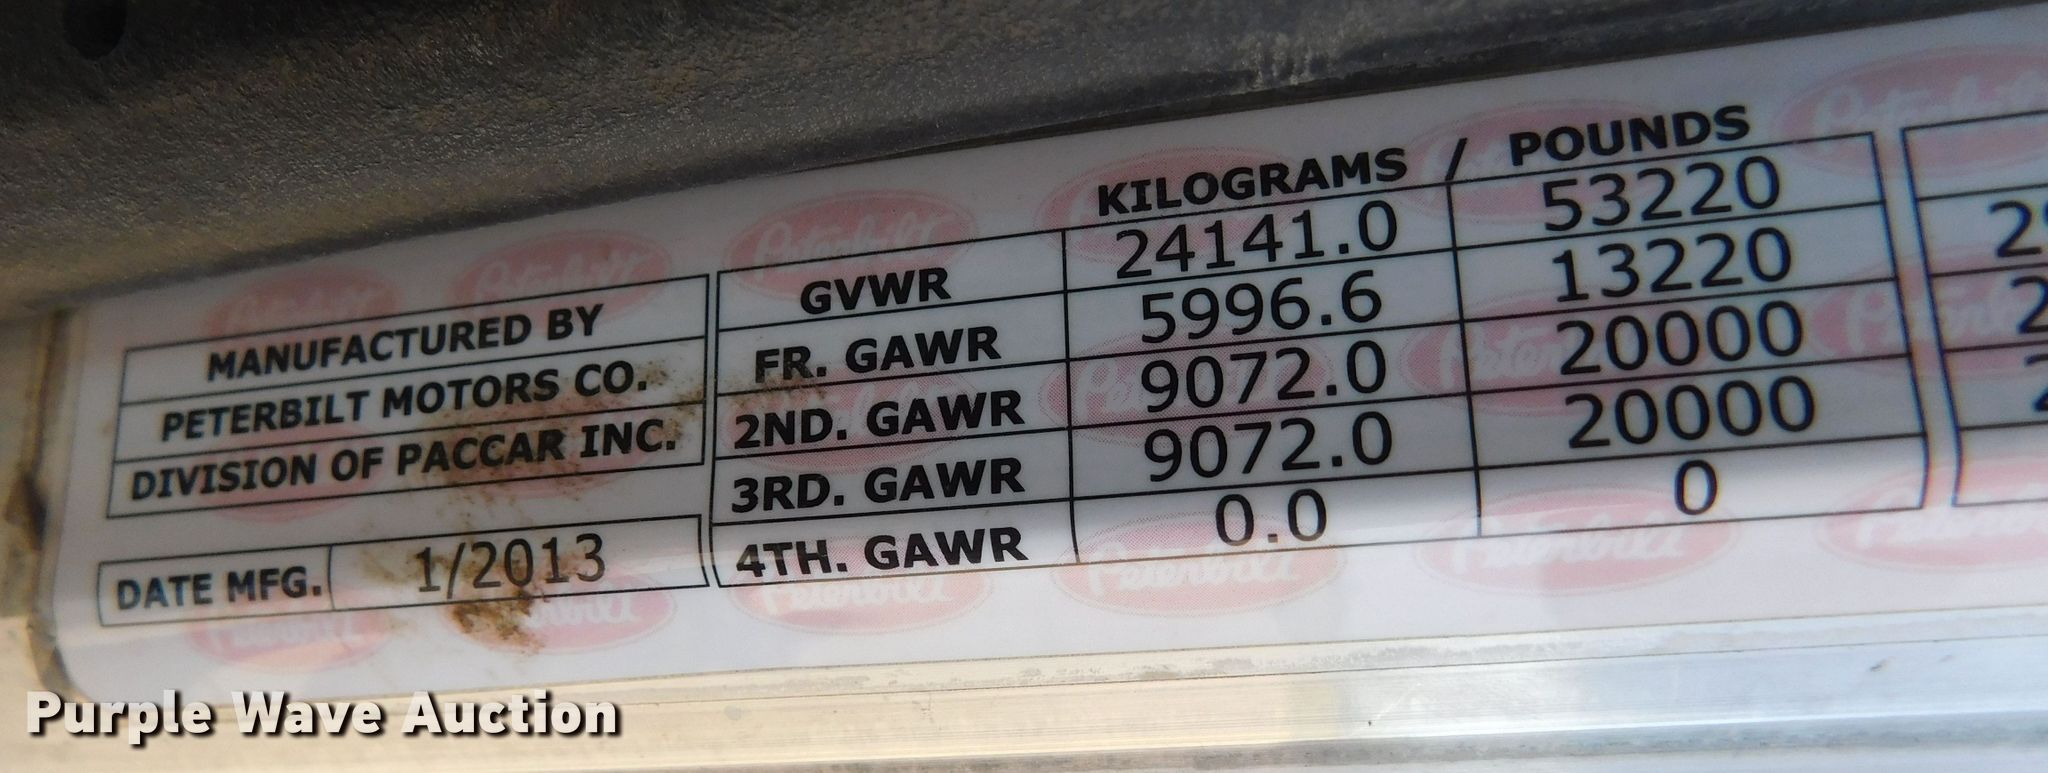 KILOGRAMS / POUNDS
MANUFACTURED BY
PETERBILT MOTORS CO.
DIVISION OF PACCAR INC.
DATE MFG. 1/2013
GVWR 24141.0 53220
FR. GAWR 5996.6 13220
2ND. GAWR 9072.0 20000
3RD. GAWR 9072.0 20000
4TH. GAWR 0.0 0
Peterbilt
Purple Wave Auction